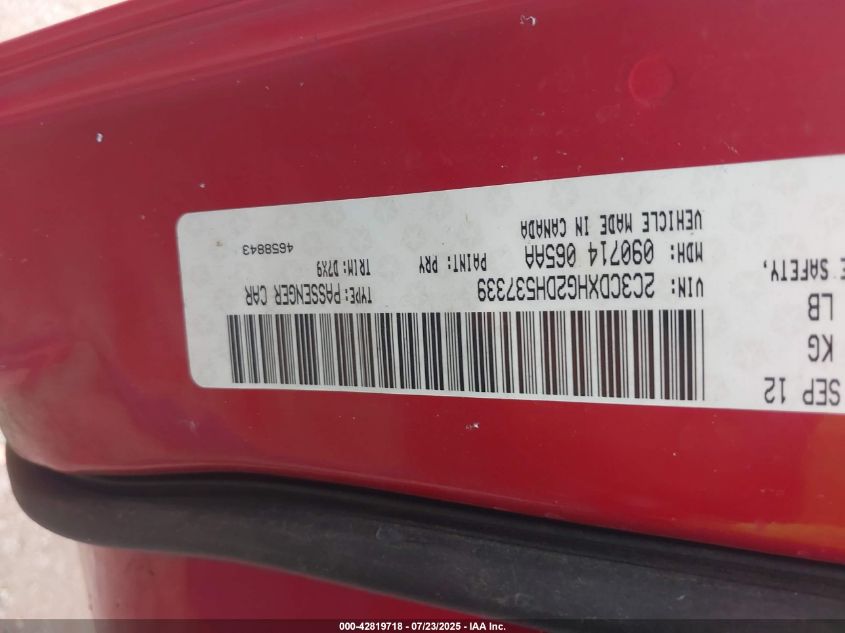 SEP 12
KG
LB
E SAFETY,
VIN: 2C3CDXHG2DH537339
TYPE: PASSENGER CAR
MDH: 090714 065AA
PAINT: PRY
TRIM: D7X9
VEHICLE MADE IN CANADA
4658843
000-42819718 - 07/23/2025 - IAA Inc.